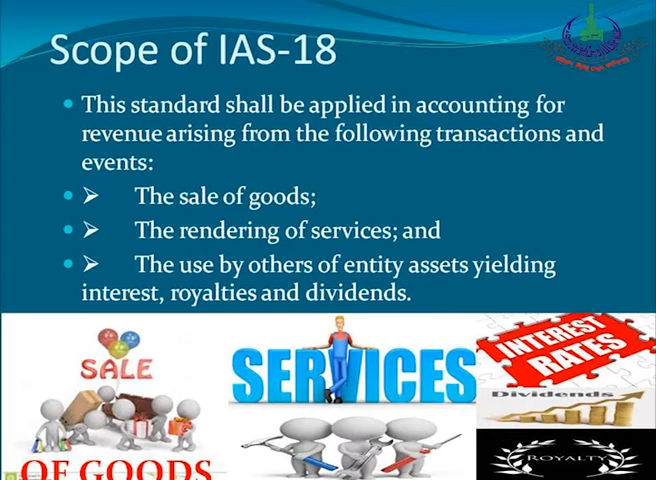 Scope of IAS-18
• This standard shall be applied in accounting for
revenue arising from the following transactions and
events:
• ➢ The sale of goods;
• ➢ The rendering of services; and
• ➢ The use by others of entity assets yielding
interest, royalties and dividends.
SALE
OF GOODS
SERVICES
INTEREST
RATES
Dividends
ROYALTY